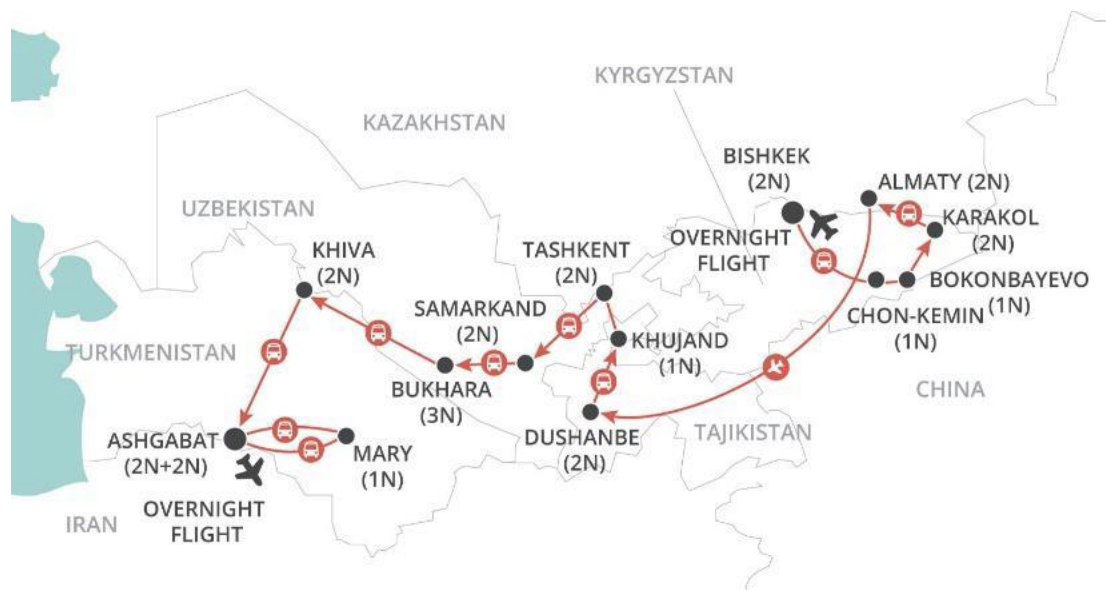 KYRGYZSTAN
KAZAKHSTAN
BISHKEK
(2N)
ALMATY (2N)
UZBEKISTAN
KARAKOL
(2N)
KHIVA
(2N)
TASHKENT
(2N)
OVERNIGHT
FLIGHT
BOKONBAYEVO
(1N)
SAMARKAND
(2N)
CHON-KEMIN
(1N)
TURKMENISTAN
KHUJAND
(1N)
BUKHARA
(3N)
CHINA
ASHGABAT
(2N+2N)
MARY
(1N)
DUSHANBE
(2N)
TAJIKISTAN
OVERNIGHT
FLIGHT
IRAN